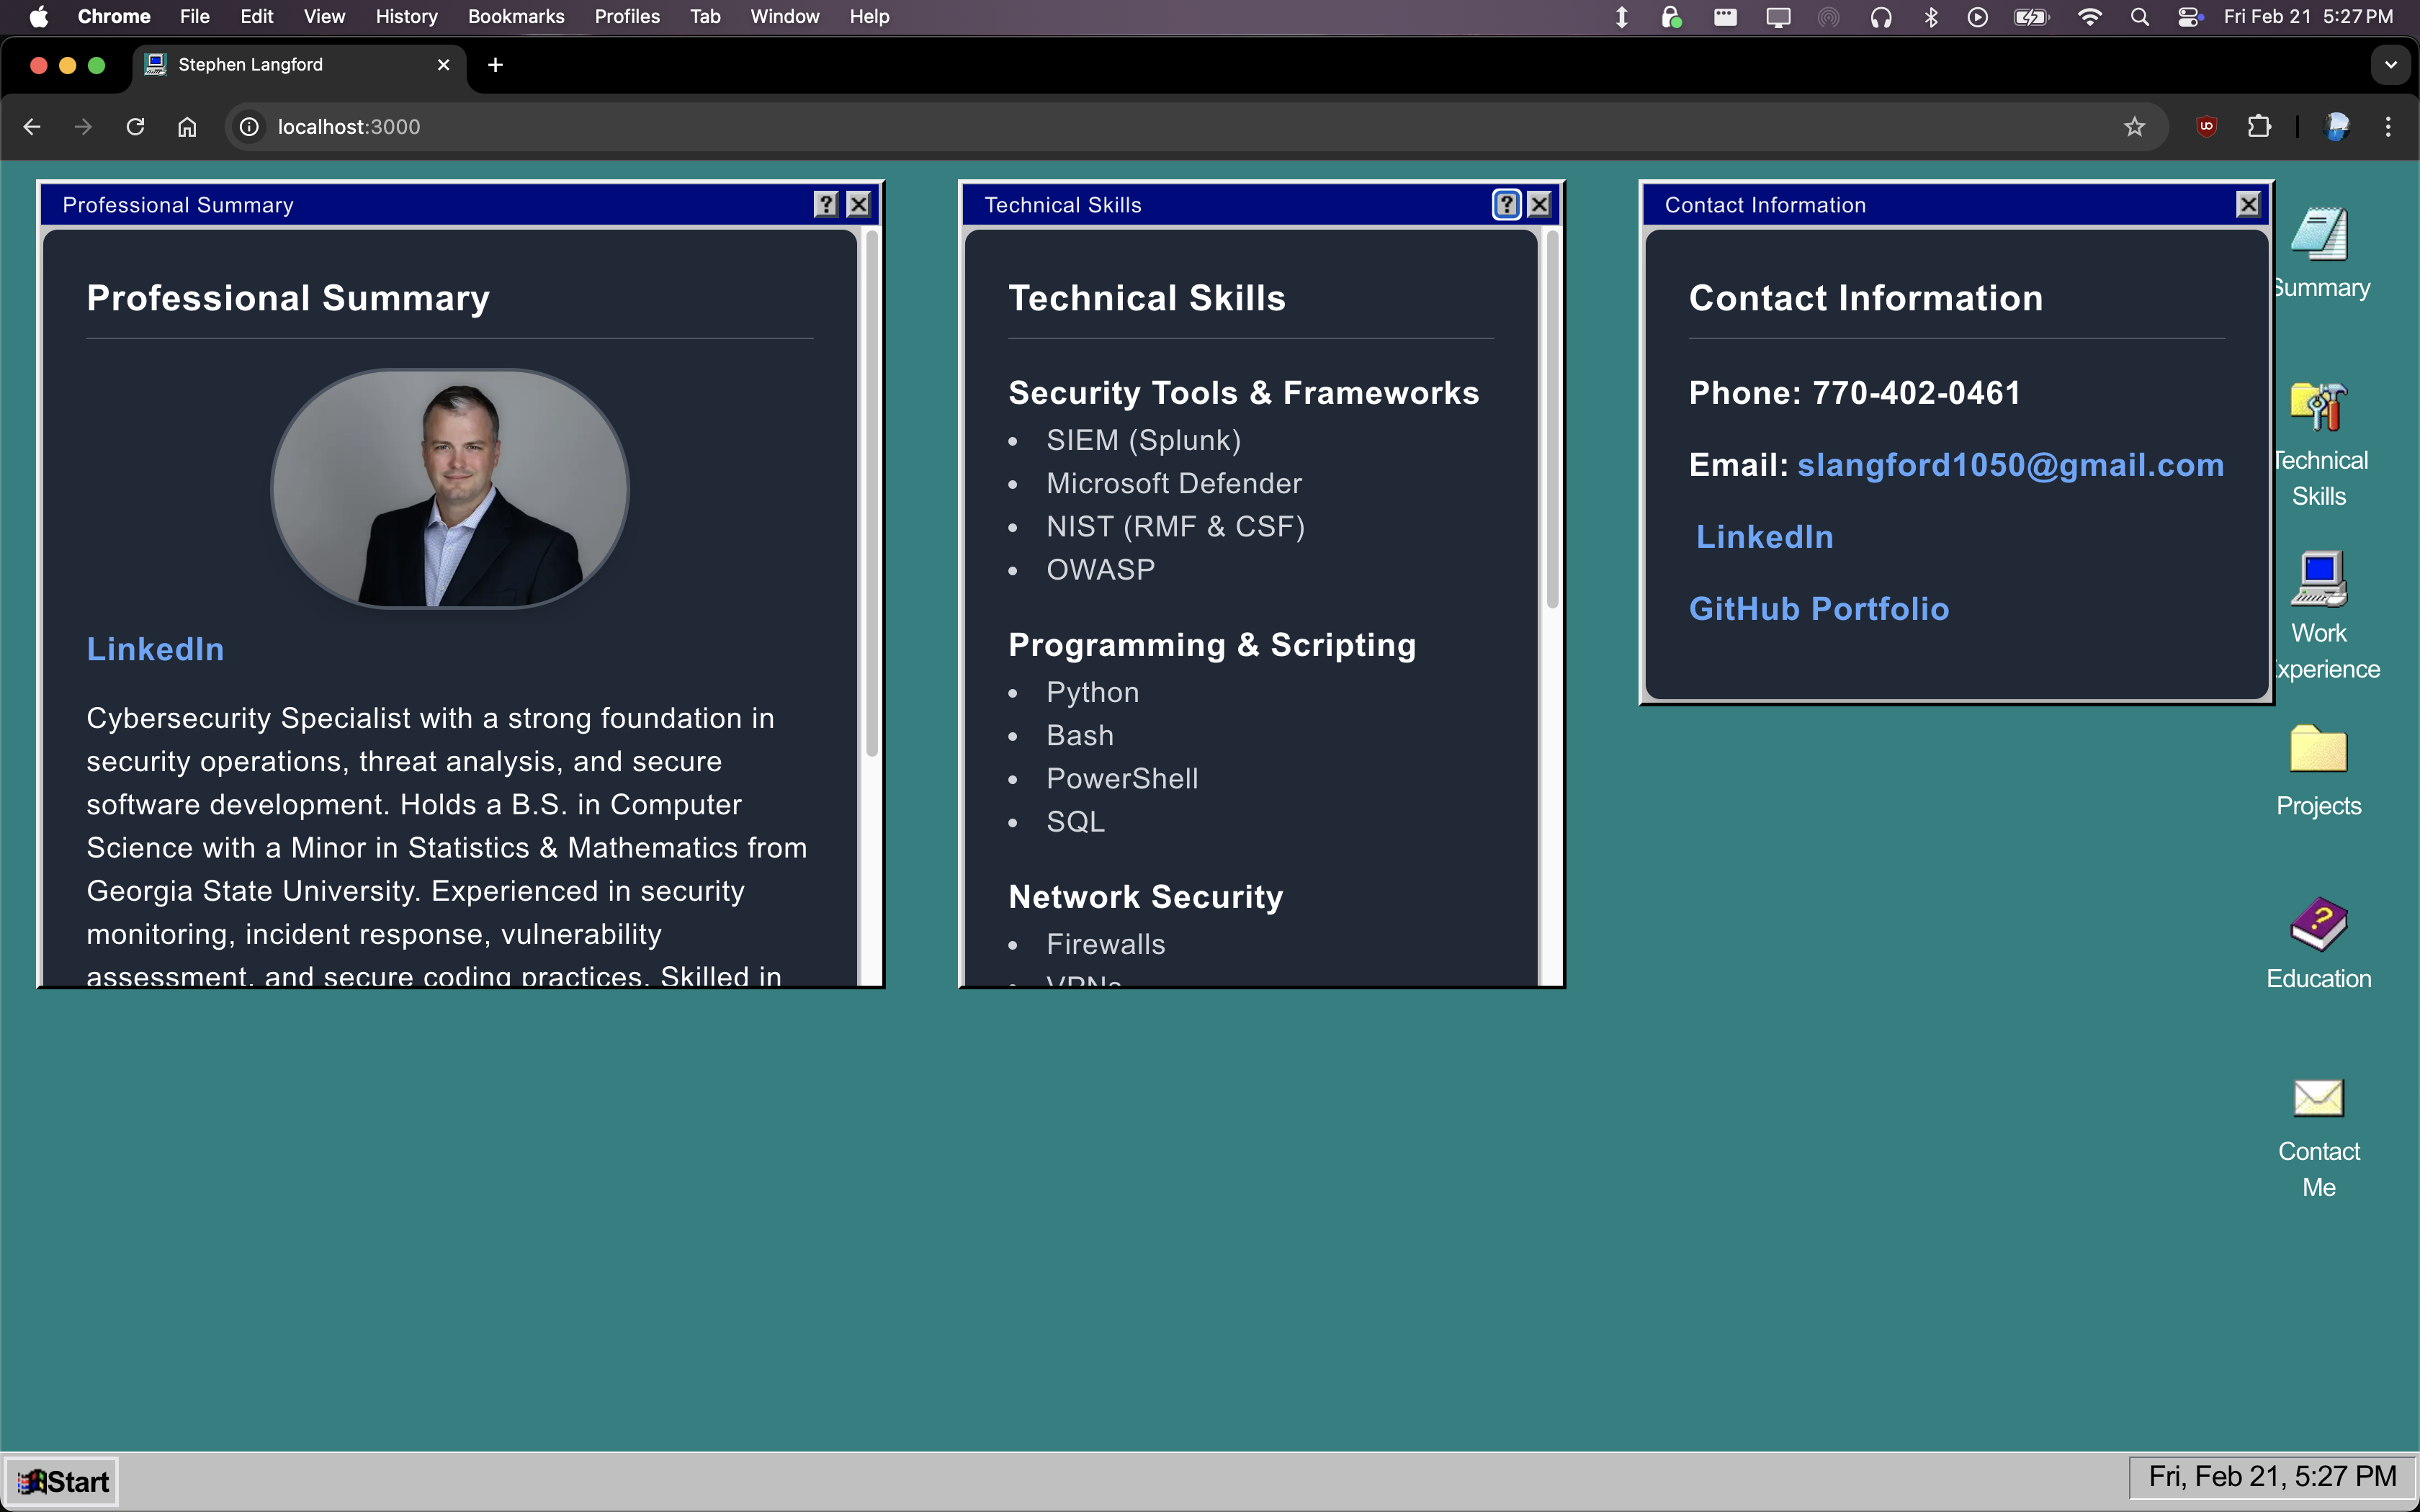 Chrome File Edit View History Bookmarks Profiles Tab Window Help Fri Feb 21 5:27 PM
Stephen Langford
localhost:3000
Professional Summary
Professional Summary
LinkedIn
Cybersecurity Specialist with a strong foundation in
security operations, threat analysis, and secure
software development. Holds a B.S. in Computer
Science with a Minor in Statistics & Mathematics from
Georgia State University. Experienced in security
monitoring, incident response, vulnerability
assessment, and secure coding practices. Skilled in
Technical Skills
Technical Skills
Security Tools & Frameworks
• SIEM (Splunk)
• Microsoft Defender
• NIST (RMF & CSF)
• OWASP
Programming & Scripting
• Python
• Bash
• PowerShell
• SQL
Network Security
• Firewalls
• VPNs
Contact Information
Contact Information
Phone: 770-402-0461
Email: slangford1050@gmail.com
LinkedIn
GitHub Portfolio
Summary
Technical
Skills
Work
Experience
Projects
Education
Contact
Me
Start
Fri, Feb 21, 5:27 PM